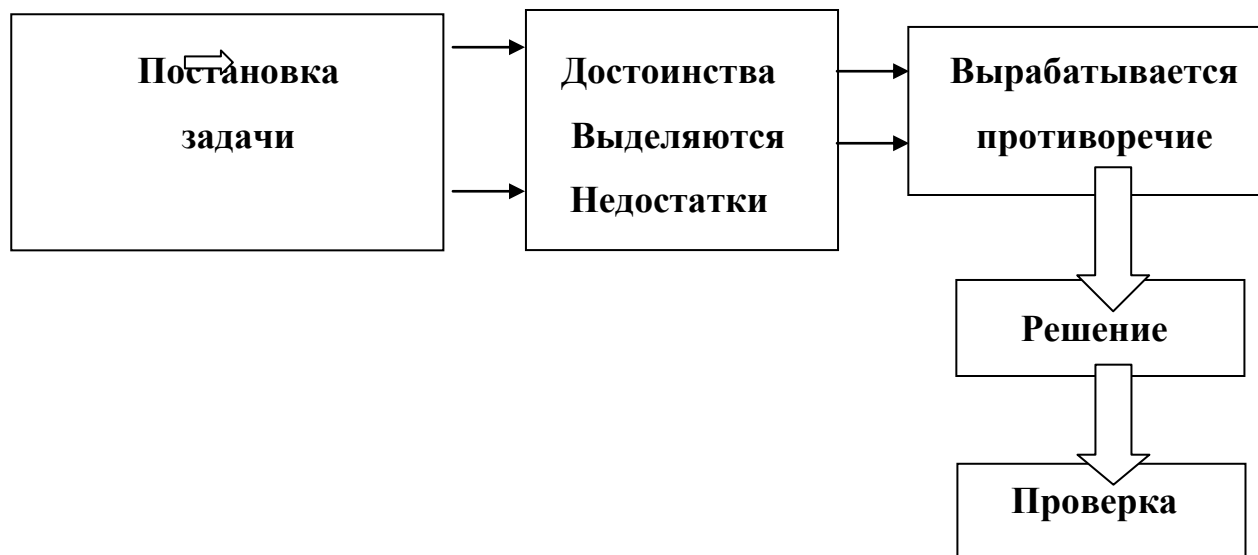 Постановка
задачи
Достоинства
Выделяются
Недостатки
Вырабатывается
противоречие
Решение
Проверка